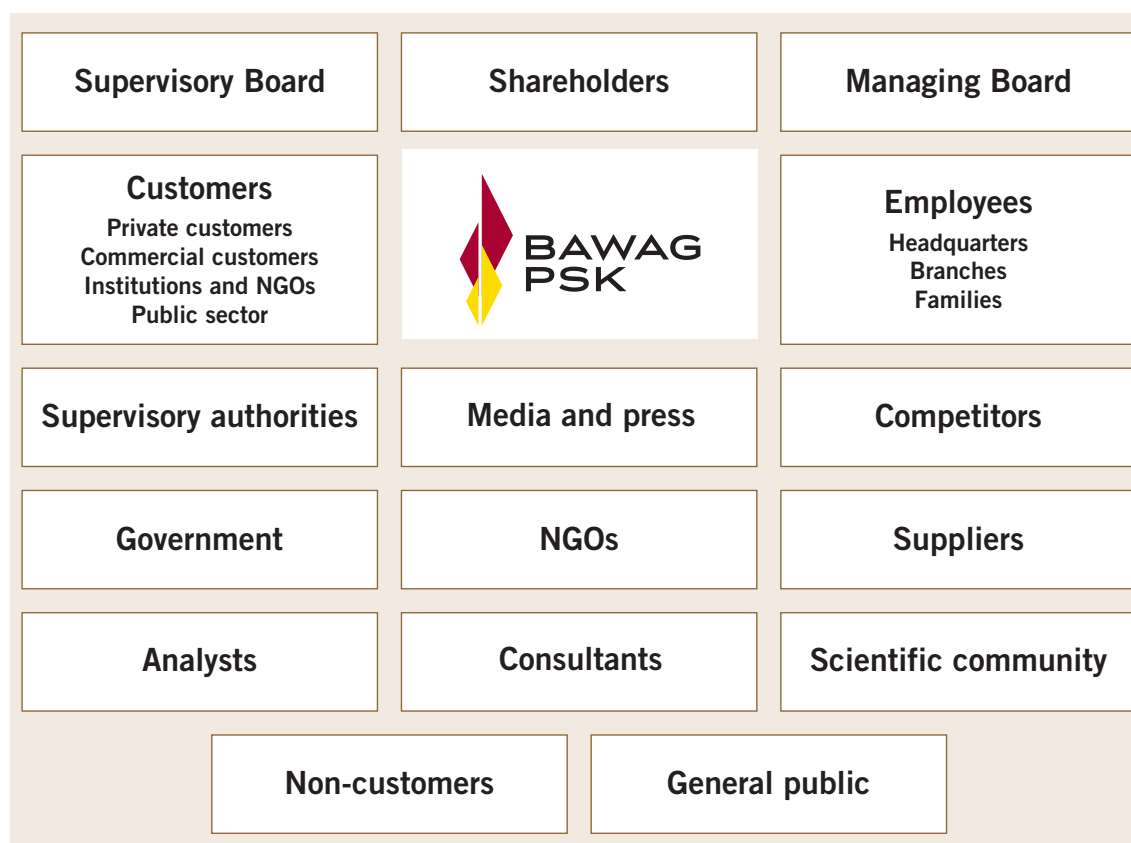 Supervisory Board
Shareholders
Managing Board
Customers
Private customers
Commercial customers
Institutions and NGOs
Public sector
BAWAG
PSK
Employees
Headquarters
Branches
Families
Supervisory authorities
Media and press
Competitors
Government
NGOs
Suppliers
Analysts
Consultants
Scientific community
Non-customers
General public